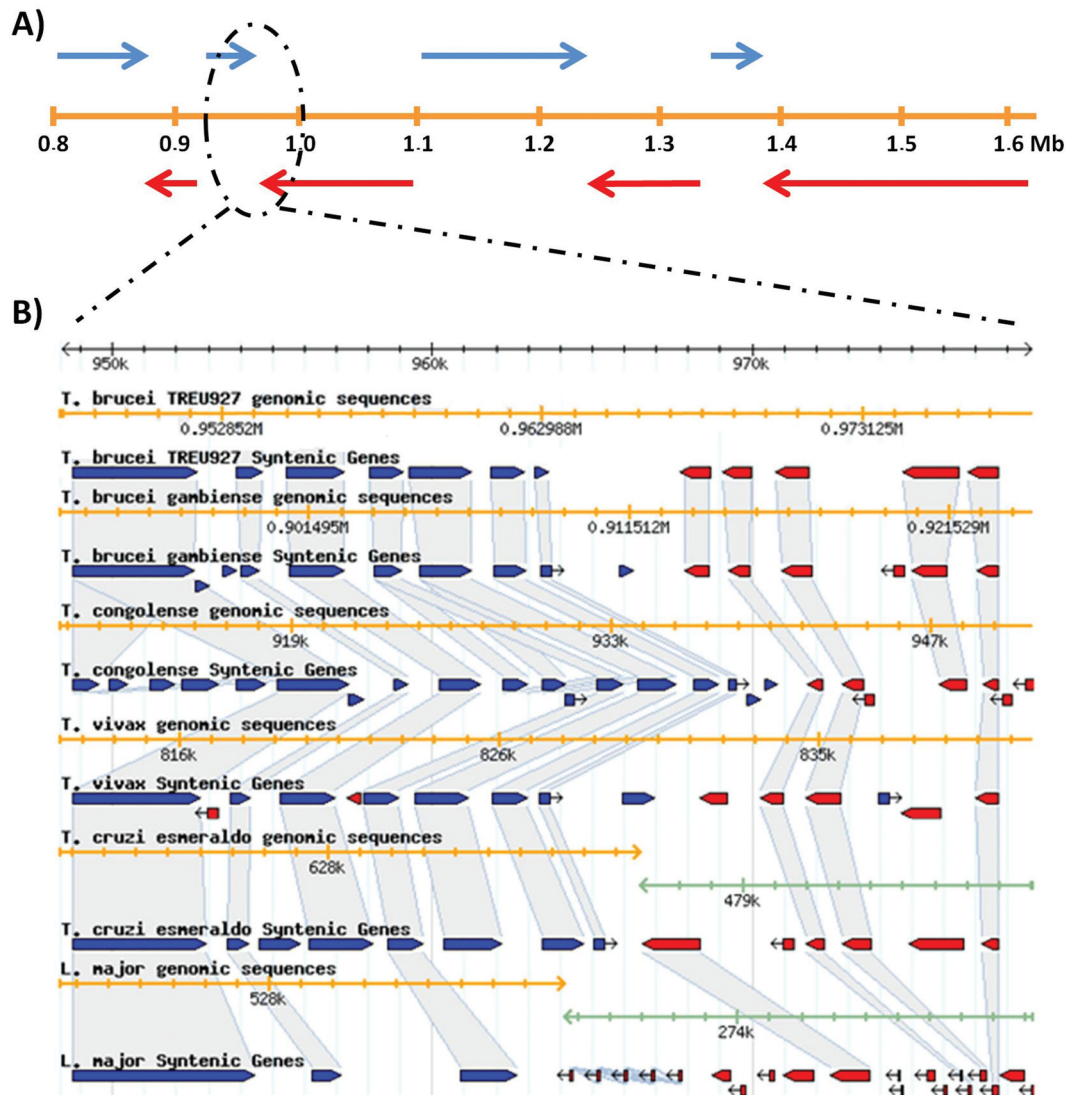 A)
0.8 0.9 1.0 1.1 1.2 1.3 1.4 1.5 1.6 Mb
B)
950k 960k 970k
T. brucei TREU927 genomic sequences
0.952852M 0.962988M 0.973125M
T. brucei TREU927 Syntenic Genes
T. brucei gambiense genomic sequences
0.901495M 0.911512M 0.921529M
T. brucei gambiense Syntenic Genes
T. congolense genomic sequences
919k 933k 947k
T. congolense Syntenic Genes
T. vivax genomic sequences
816k 826k 835k
T. vivax Syntenic Genes
T. cruzi esmeraldo genomic sequences
628k
479k
T. cruzi esmeraldo Syntenic Genes
L. major genomic sequences
528k
274k
L. major Syntenic Genes